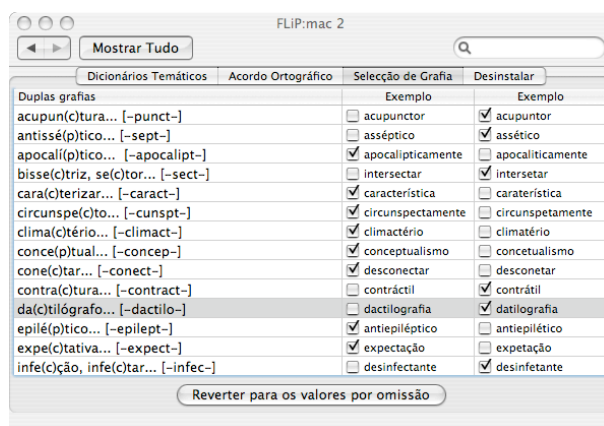 FLiP:mac 2
Mostrar Tudo
Dicionários Temáticos Acordo Ortográfico Selecção de Grafia Desinstalar
Duplas grafias Exemplo Exemplo
acupun(c)tura... [-punct-] acupunctor acupuntor
antissé(p)tico... [-sept-] asséptico assético
apocalí(p)tico... [-apocalipt-] apocalipticamente apocaliticamente
bisse(c)triz, se(c)tor... [-sect-] intersectar intersetar
cara(c)terizar... [-caract-] característica caraterística
circunspe(c)to... [-cunspt-] circunspectamente circunspetamente
clima(c)tério... [-climact-] climactério climatério
conce(p)tual... [-concep-] conceptualismo concetualismo
cone(c)tar... [-conect-] desconectar desconetar
contra(c)tura... [-contract-] contráctil contrátil
da(c)tilógrafo... [-dactilo-] dactilografia datilografia
epilé(p)tico... [-epilept-] antiepiléptico antiepilético
expe(c)tativa... [-expect-] expectação expetação
infe(c)ção, infe(c)tar... [-infec-] desinfectante desinfetante
Reverter para os valores por omissão